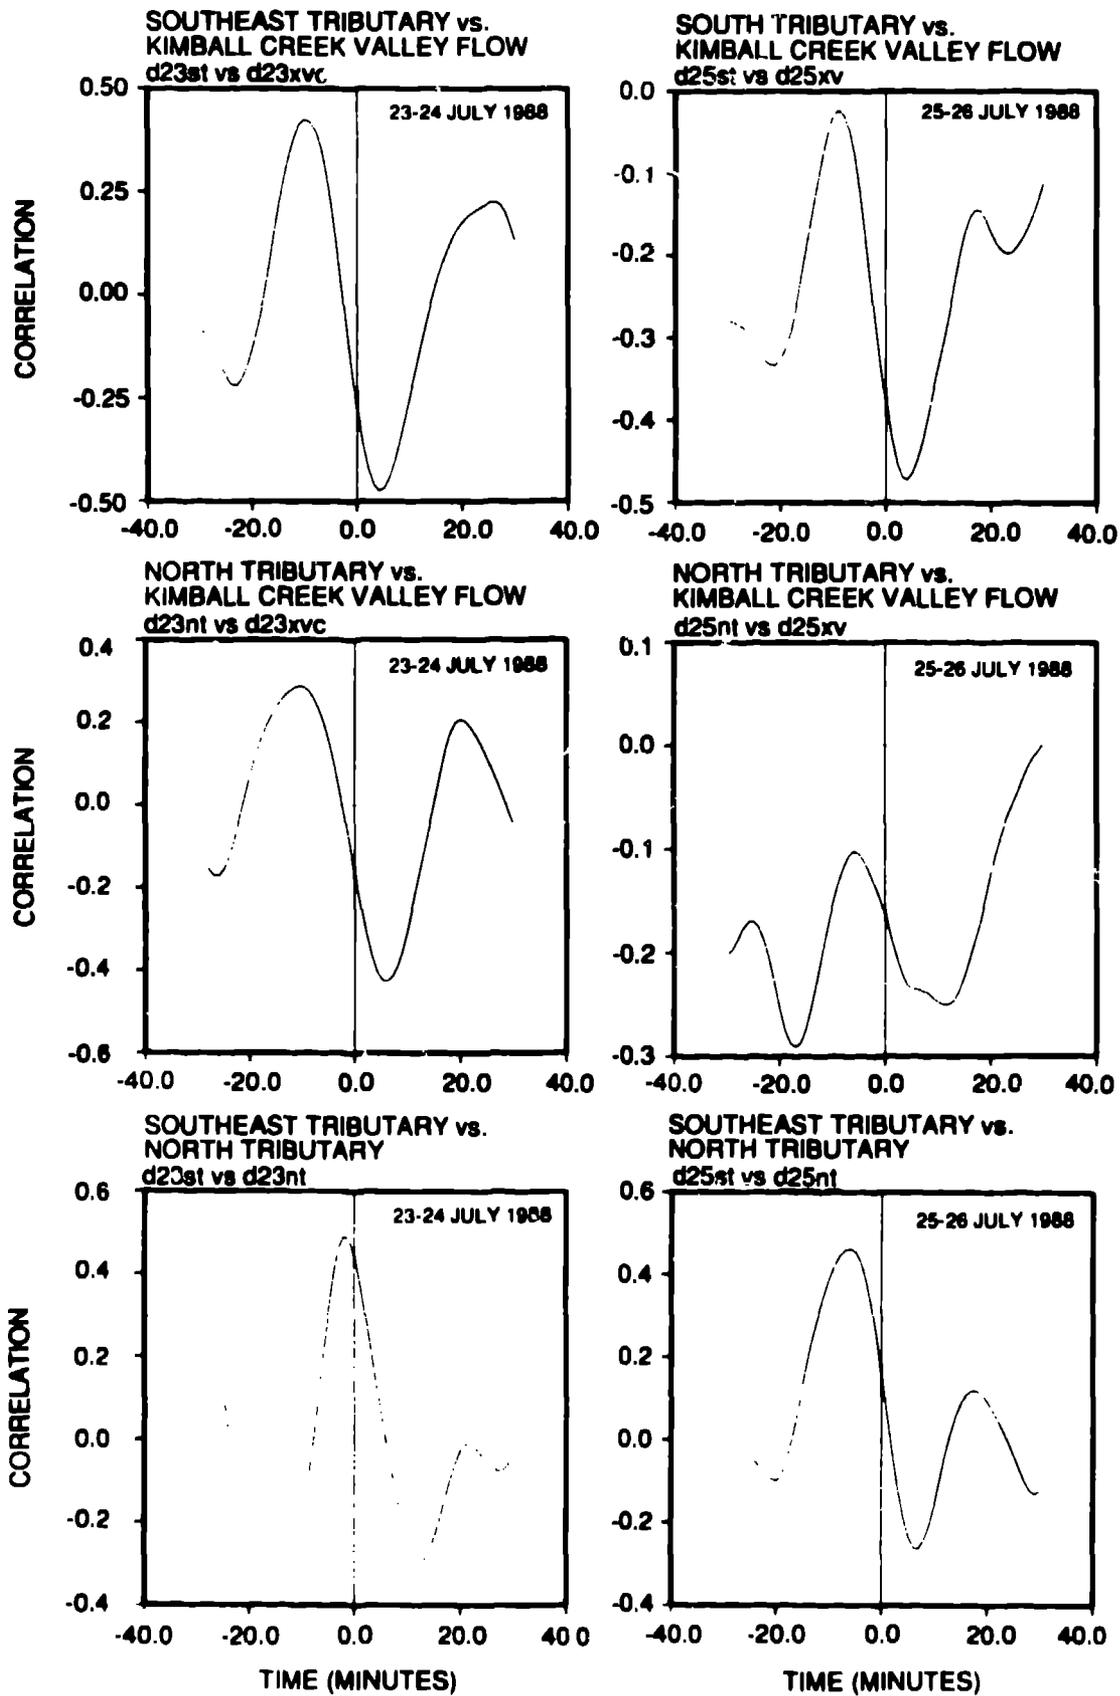 SOUTHEAST TRIBUTARY vs.
KIMBALL CREEK VALLEY FLOW
d23st vs d23xvc
23-24 JULY 1988
0.50
0.25
0.00
-0.25
-0.50
CORRELATION
-40.0 -20.0 0.0 20.0 40.0
SOUTH TRIBUTARY vs.
KIMBALL CREEK VALLEY FLOW
d25st vs d25xv
25-26 JULY 1988
0.0
-0.1
-0.2
-0.3
-0.4
-0.5
-40.0 -20.0 0.0 20.0 40.0
NORTH TRIBUTARY vs.
KIMBALL CREEK VALLEY FLOW
d23nt vs d23xvc
23-24 JULY 1988
0.4
0.2
0.0
-0.2
-0.4
-0.6
CORRELATION
-40.0 -20.0 0.0 20.0 40.0
NORTH TRIBUTARY vs.
KIMBALL CREEK VALLEY FLOW
d25nt vs d25xv
25-26 JULY 1988
0.1
0.0
-0.1
-0.2
-0.3
-40.0 -20.0 0.0 20.0 40.0
SOUTHEAST TRIBUTARY vs.
NORTH TRIBUTARY
d23st vs d23nt
23-24 JULY 1988
0.6
0.4
0.2
0.0
-0.2
-0.4
CORRELATION
-40.0 -20.0 0.0 20.0 40 0
TIME (MINUTES)
SOUTHEAST TRIBUTARY vs.
NORTH TRIBUTARY
d25st vs d25nt
25-26 JULY 1988
0.6
0.4
0.2
0.0
-0.2
-0.4
-40.0 -20.0 0.0 20.0 40.0
TIME (MINUTES)